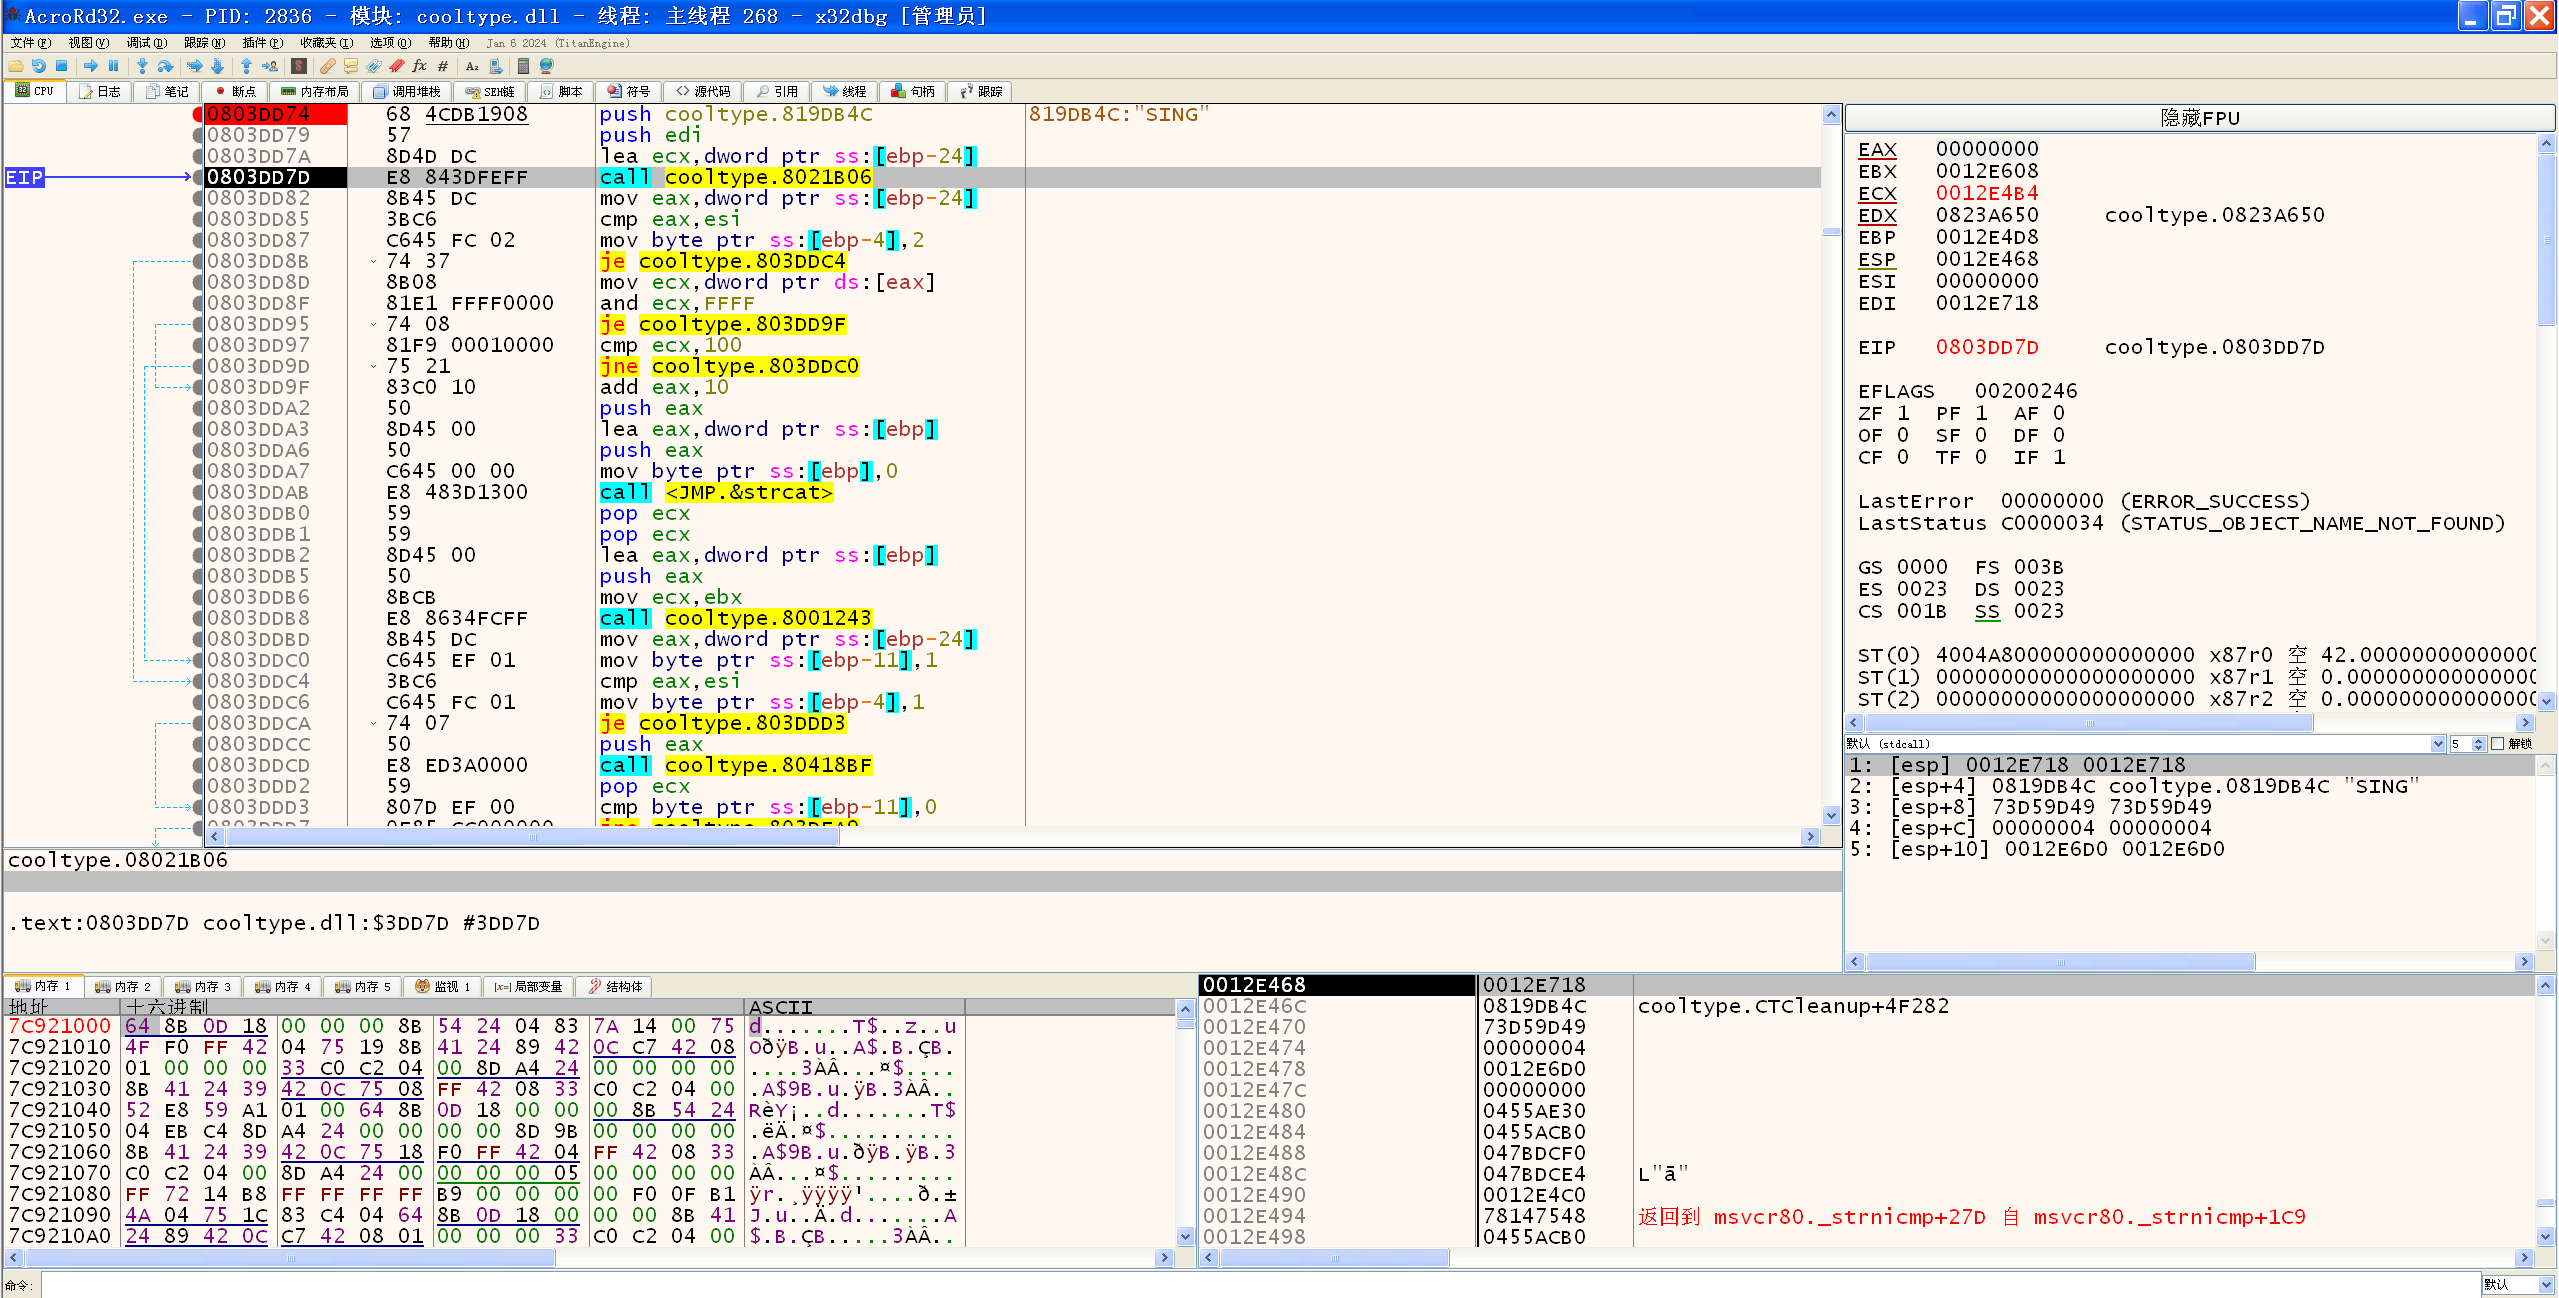 AcroRd32.exe - PID: 2836 - 模块: cooltype.dll - 线程: 主线程 268 - x32dbg [管理员]
文件(F) 视图(V) 调试(D) 跟踪(N) 插件(P) 收藏夹(I) 选项(O) 帮助(H) Jan 6 2024 (TitanEngine)
CPU 日志 笔记 断点 内存布局 调用堆栈 SEH链 脚本 符号 源代码 引用 线程 句柄 跟踪
0803DD74 68 4CDB1908 push cooltype.819DB4C 819DB4C:"SING"
0803DD79 57 push edi
0803DD7A 8D4D DC lea ecx,dword ptr ss:[ebp-24]
EIP 0803DD7D E8 843DFEFF call cooltype.8021B06
0803DD82 8B45 DC mov eax,dword ptr ss:[ebp-24]
0803DD85 3BC6 cmp eax,esi
0803DD87 C645 FC 02 mov byte ptr ss:[ebp-4],2
0803DD8B 74 37 je cooltype.803DDC4
0803DD8D 8B08 mov ecx,dword ptr ds:[eax]
0803DD8F 81E1 FFFF0000 and ecx,FFFF
0803DD95 74 08 je cooltype.803DD9F
0803DD97 81F9 00010000 cmp ecx,100
0803DD9D 75 21 jne cooltype.803DDC0
0803DD9F 83C0 10 add eax,10
0803DDA2 50 push eax
0803DDA3 8D45 00 lea eax,dword ptr ss:[ebp]
0803DDA6 50 push eax
0803DDA7 C645 00 00 mov byte ptr ss:[ebp],0
0803DDAB E8 483D1300 call <JMP.&strcat>
0803DDB0 59 pop ecx
0803DDB1 59 pop ecx
0803DDB2 8D45 00 lea eax,dword ptr ss:[ebp]
0803DDB5 50 push eax
0803DDB6 8BCB mov ecx,ebx
0803DDB8 E8 8634FCFF call cooltype.8001243
0803DDBD 8B45 DC mov eax,dword ptr ss:[ebp-24]
0803DDC0 C645 EF 01 mov byte ptr ss:[ebp-11],1
0803DDC4 3BC6 cmp eax,esi
0803DDC6 C645 FC 01 mov byte ptr ss:[ebp-4],1
0803DDCA 74 07 je cooltype.803DDD3
0803DDCC 50 push eax
0803DDCD E8 ED3A0000 call cooltype.80418BF
0803DDD2 59 pop ecx
0803DDD3 807D EF 00 cmp byte ptr ss:[ebp-11],0
cooltype.08021B06
.text:0803DD7D cooltype.dll:$3DD7D #3DD7D
隐藏FPU
EAX 00000000
EBX 0012E608
ECX 0012E4B4
EDX 0823A650 cooltype.0823A650
EBP 0012E4D8
ESP 0012E468
ESI 00000000
EDI 0012E718
EIP 0803DD7D cooltype.0803DD7D
EFLAGS 00200246
ZF 1 PF 1 AF 0
OF 0 SF 0 DF 0
CF 0 TF 0 IF 1
LastError 00000000 (ERROR_SUCCESS)
LastStatus C0000034 (STATUS_OBJECT_NAME_NOT_FOUND)
GS 0000 FS 003B
ES 0023 DS 0023
CS 001B SS 0023
ST(0) 4004A800000000000000 x87r0 空 42.00000000000000
ST(1) 00000000000000000000 x87r1 空 0.000000000000000
ST(2) 00000000000000000000 x87r2 空 0.000000000000000
默认 (stdcall) 5 解锁
1: [esp] 0012E718 0012E718
2: [esp+4] 0819DB4C cooltype.0819DB4C "SING"
3: [esp+8] 73D59D49 73D59D49
4: [esp+C] 00000004 00000004
5: [esp+10] 0012E6D0 0012E6D0
内存 1 内存 2 内存 3 内存 4 内存 5 监视 1 [x=] 局部变量 结构体
地址 十六进制 ASCII
7C921000 64 8B 0D 18 00 00 00 8B 54 24 04 83 7A 14 00 75 d.......T$..z..u
7C921010 4F F0 FF 42 04 75 19 8B 41 24 89 42 0C C7 42 08 OðÿB.u..A$.B.ÇB.
7C921020 01 00 00 00 33 C0 C2 04 00 8D A4 24 00 00 00 00 ....3ÀÂ...¤$....
7C921030 8B 41 24 39 42 0C 75 08 FF 42 08 33 C0 C2 04 00 .A$9B.u.ÿB.3ÀÂ..
7C921040 52 E8 59 A1 01 00 64 8B 0D 18 00 00 00 8B 54 24 RèY¡..d.......T$
7C921050 04 EB C4 8D A4 24 00 00 00 00 8D 9B 00 00 00 00 .ëÄ.¤$..........
7C921060 8B 41 24 39 42 0C 75 18 F0 FF 42 04 FF 42 08 33 .A$9B.u.ðÿB.ÿB.3
7C921070 C0 C2 04 00 8D A4 24 00 00 00 00 05 00 00 00 00 ÀÂ...¤$.........
7C921080 FF 72 14 B8 FF FF FF FF B9 00 00 00 00 F0 0F B1 ÿr.¸ÿÿÿÿ¹....ð.±
7C921090 4A 04 75 1C 83 C4 04 64 8B 0D 18 00 00 00 8B 41 J.u..Ä.d.......A
7C9210A0 24 89 42 0C C7 42 08 01 00 00 00 33 C0 C2 04 00 $.B.ÇB.....3ÀÂ..
0012E468 0012E718
0012E46C 0819DB4C cooltype.CTCleanup+4F282
0012E470 73D59D49
0012E474 00000004
0012E478 0012E6D0
0012E47C 00000000
0012E480 0455AE30
0012E484 0455ACB0
0012E488 047BDCF0
0012E48C 047BDCE4 L"ā"
0012E490 0012E4C0
0012E494 78147548 返回到 msvcr80._strnicmp+27D 自 msvcr80._strnicmp+1C9
0012E498 0455ACB0
命令: 默认